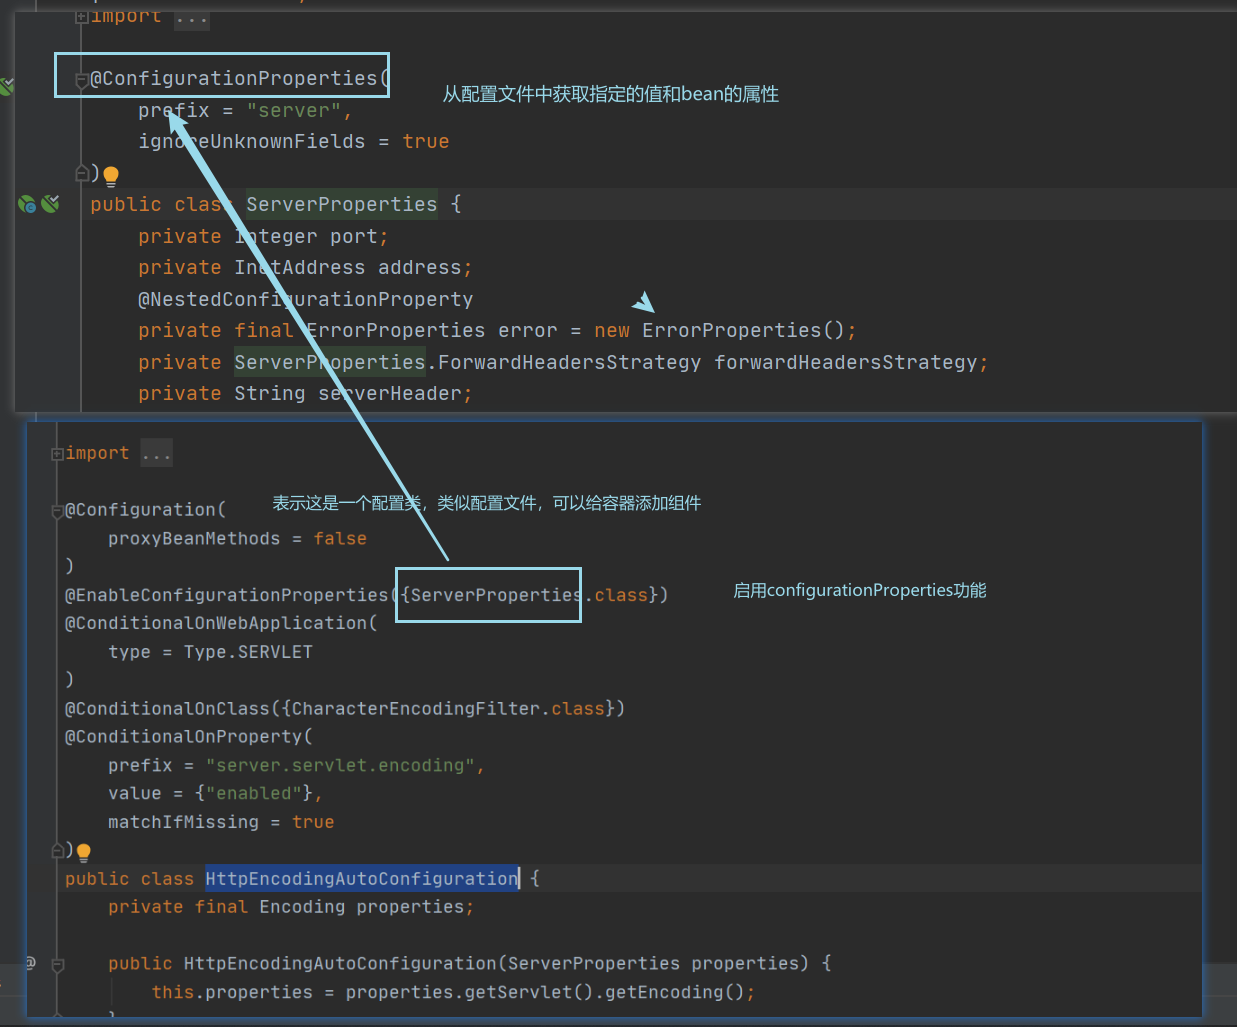 import ...
@ConfigurationProperties(
从配置文件中获取指定的值和bean的属性
prefix = "server",
ignoreUnknownFields = true
)
public class ServerProperties {
private Integer port;
private InetAddress address;
@NestedConfigurationProperty
private final ErrorProperties error = new ErrorProperties();
private ServerProperties.ForwardHeadersStrategy forwardHeadersStrategy;
private String serverHeader;
import ...
@Configuration(
表示这是一个配置类，类似配置文件，可以给容器添加组件
proxyBeanMethods = false
)
@EnableConfigurationProperties({ServerProperties.class})
启用configurationProperties功能
@ConditionalOnWebApplication(
type = Type.SERVLET
)
@ConditionalOnClass({CharacterEncodingFilter.class})
@ConditionalOnProperty(
prefix = "server.servlet.encoding",
value = {"enabled"},
matchIfMissing = true
)
public class HttpEncodingAutoConfiguration {
private final Encoding properties;
@
public HttpEncodingAutoConfiguration(ServerProperties properties) {
this.properties = properties.getServlet().getEncoding();
}